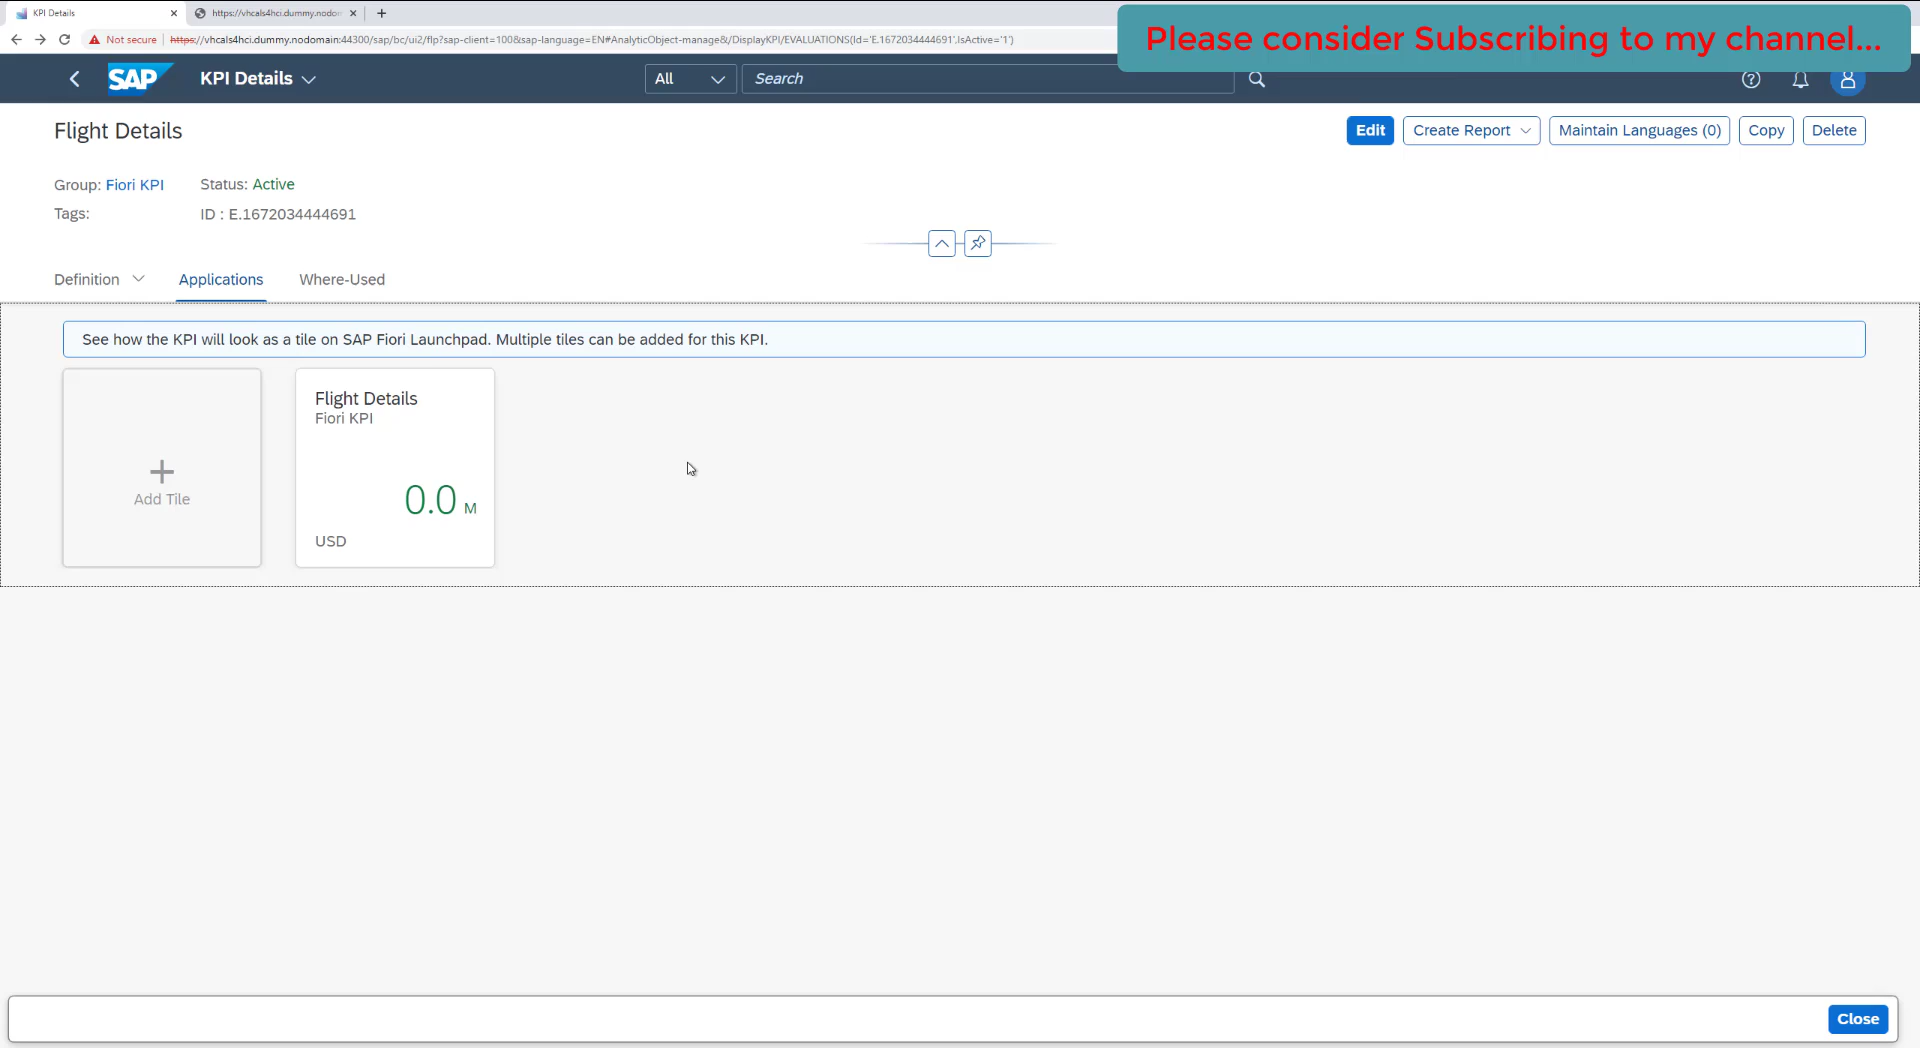 KPI Details
https://vhcals4hci.dummy.nodon
Please consider Subscribing to my channel...
Not secure
https://vhcals4hci.dummy.nodomain:44300/sap/bc/ui2/flp?sap-client=100&sap-language=EN#AnalyticObject-manage&/DisplayKPI/EVALUATIONS(Id='E.1672034444691',IsActive='1')
SAP
KPI Details
All
Search
Flight Details
Edit
Create Report
Maintain Languages (0)
Copy
Delete
Group: Fiori KPI
Status: Active
Tags:
ID : E.1672034444691
Definition
Applications
Where-Used
See how the KPI will look as a tile on SAP Fiori Launchpad. Multiple tiles can be added for this KPI.
Add Tile
Flight Details
Fiori KPI
0.0 M
USD
Close